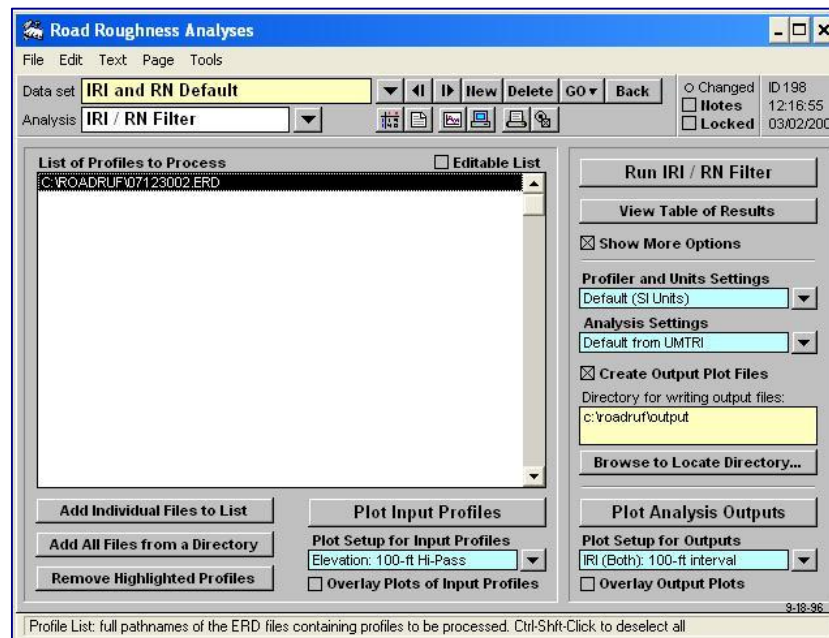 Road Roughness Analyses
File Edit Text Page Tools
Data set IRI and RN Default New Delete GO Back
Analysis IRI / RN Filter
Changed
Notes
Locked
ID 198
12:16:55
03/02/200
List of Profiles to Process Editable List
C:\ROADRUF\07123002.ERD
Add Individual Files to List
Add All Files from a Directory
Remove Highlighted Profiles
Plot Input Profiles
Plot Setup for Input Profiles
Elevation: 100-ft Hi-Pass
Overlay Plots of Input Profiles
Run IRI / RN Filter
View Table of Results
Show More Options
Profiler and Units Settings
Default (SI Units)
Analysis Settings
Default from UMTRI
Create Output Plot Files
Directory for writing output files:
c:\roadruf\output
Browse to Locate Directory...
Plot Analysis Outputs
Plot Setup for Outputs
IRI (Both): 100-ft interval
Overlay Output Plots
9-18-96
Profile List: full pathnames of the ERD files containing profiles to be processed. Ctrl-Shft-Click to deselect all